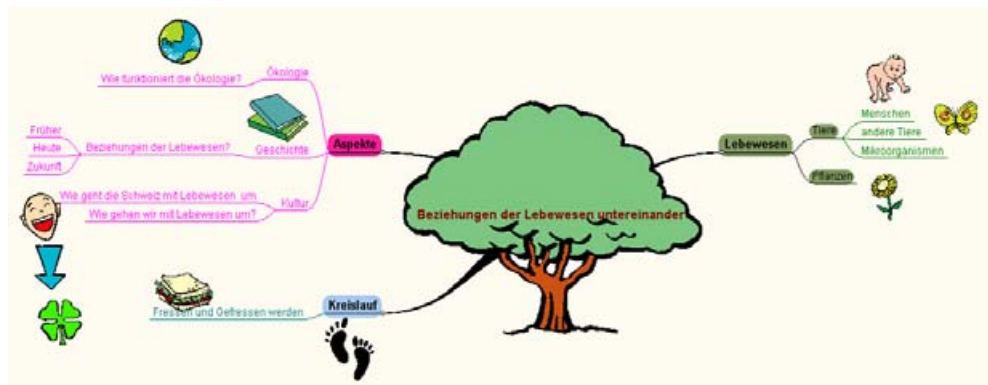 Beziehungen der Lebewesen untereinander
Aspekte
Ökologie
Wie funktioniert die Ökologie?
Geschichte
Beziehungen der Lebewesen?
Früher
Heute
Zukunft
Kultur
Wie geht die Schweiz mit Lebewesen um
Wie gehen wir mit Lebewesen um?
Kreislauf
Fressen und Gefressen werden
Lebewesen
Tiere
Menschen
andere Tiere
Mikroorganismen
Pflanzen